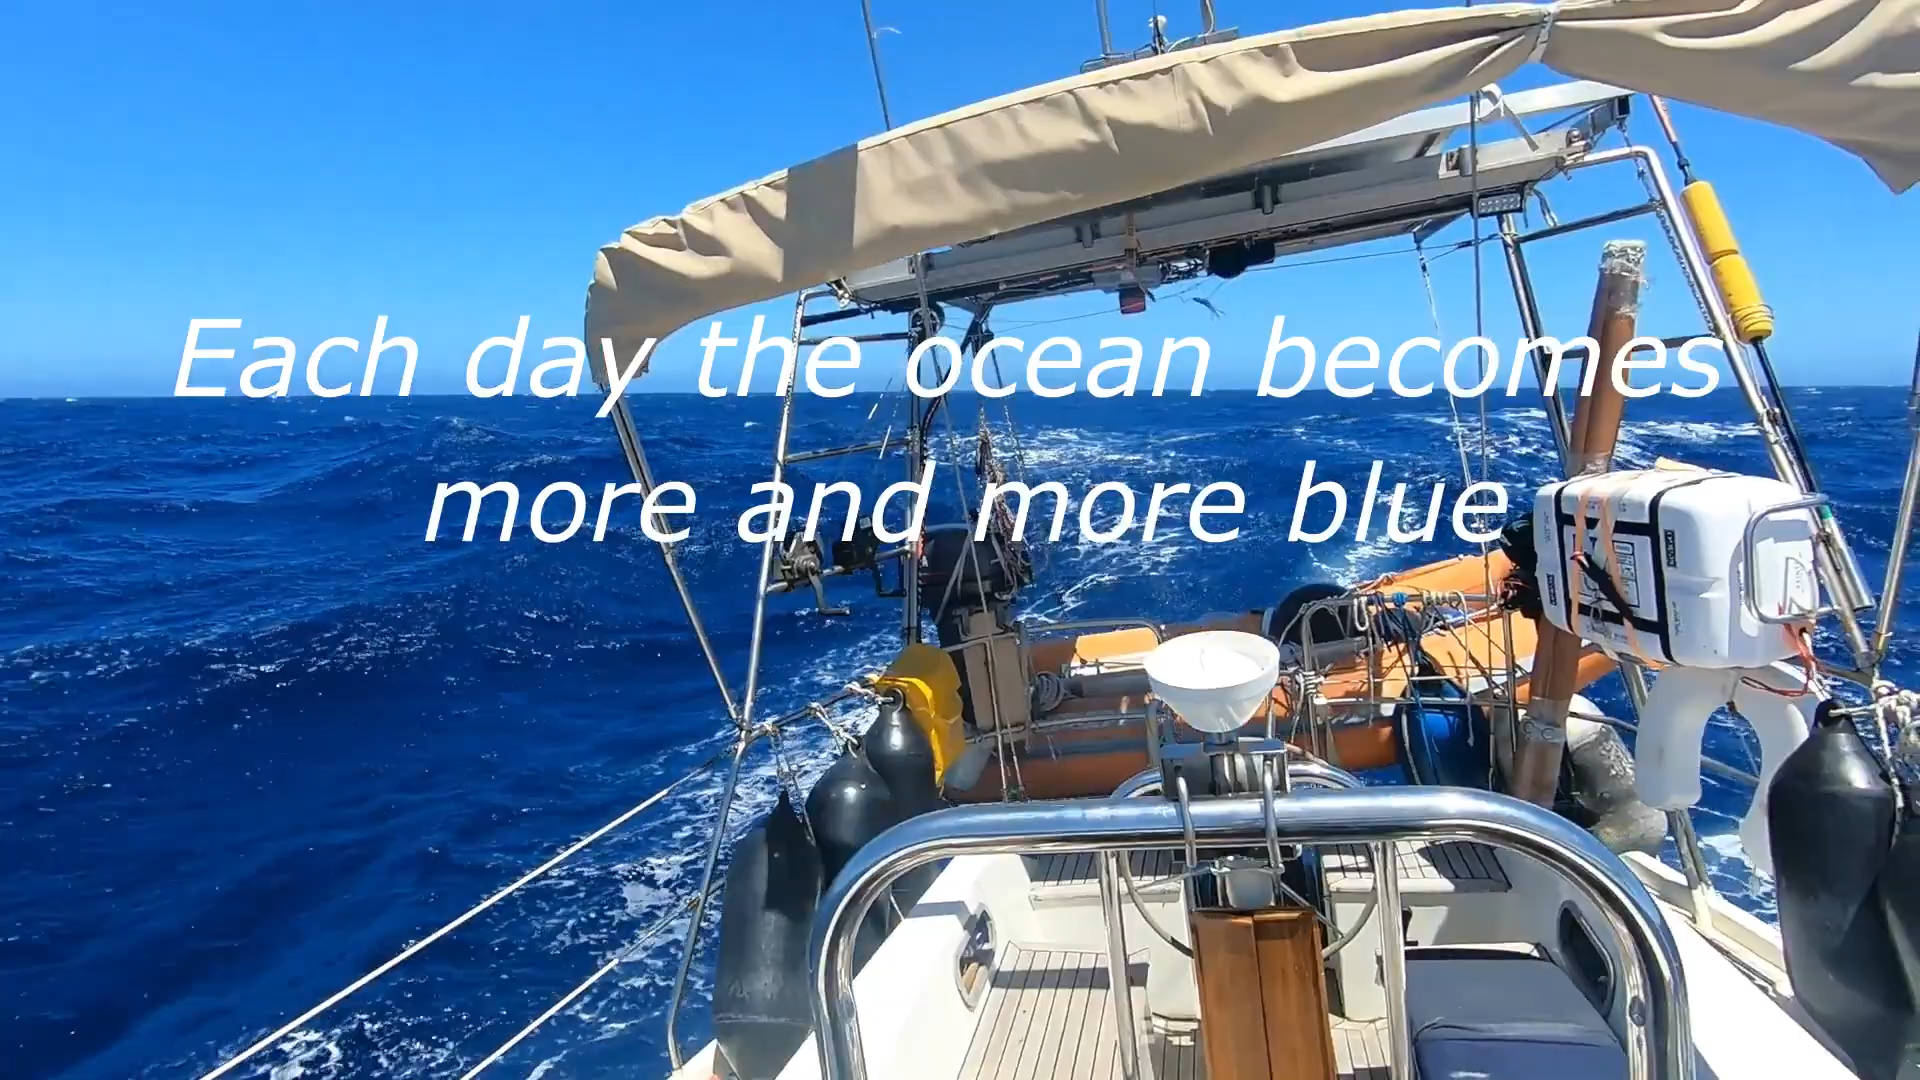 Each day the ocean becomes
more and more blue